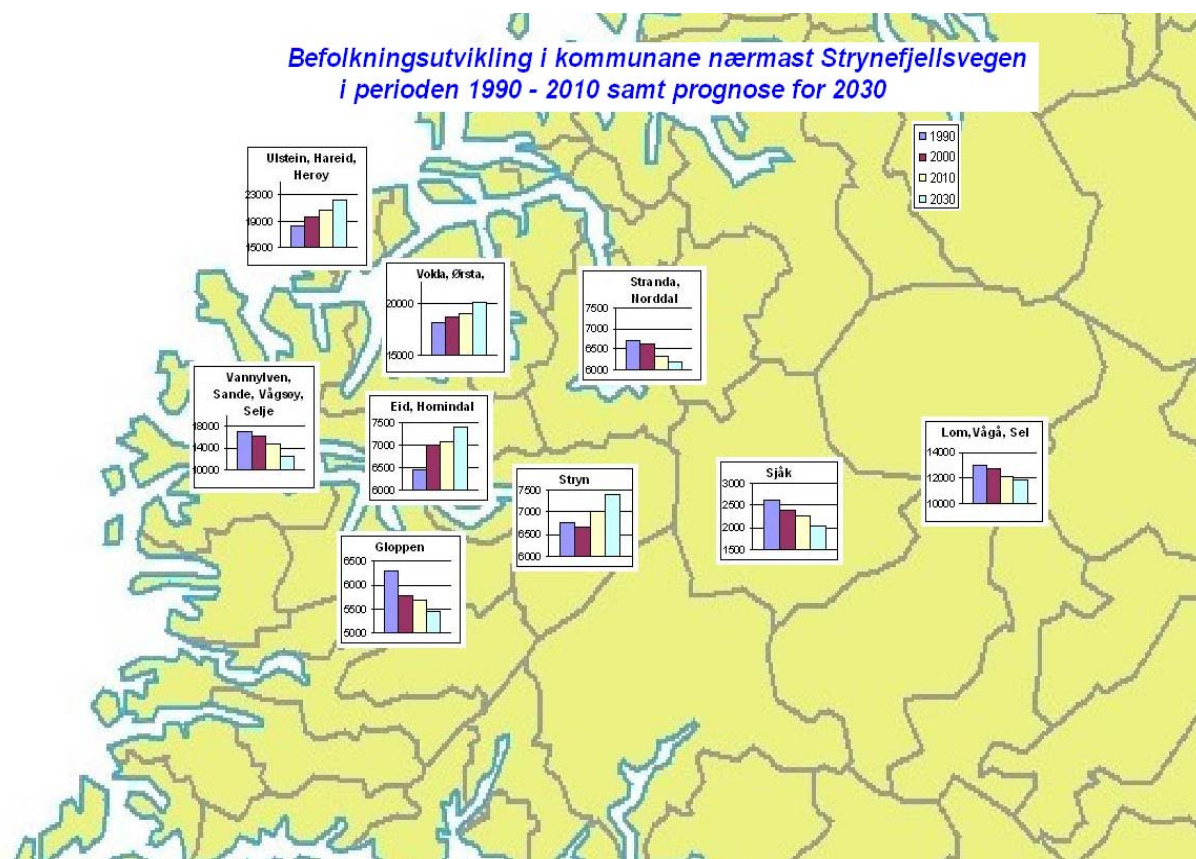 Befolkningsutvikling i kommunane nærmast Strynefjellsvegen
i perioden 1990 - 2010 samt prognose for 2030
1990
2000
2010
2030
Ulstein, Hareid,
Herøy
23000
19000
15000
Volda, Ørsta,
20000
15000
Stranda,
Norddal
7500
7000
6500
6000
Vannylven,
Sande, Vågsøy,
Selje
18000
14000
10000
Eid, Hornindal
7500
7000
6500
6000
Stryn
7500
7000
6500
6000
Sjåk
3000
2500
2000
1500
Lom, Vågå, Sel
14000
12000
10000
Gloppen
6500
6000
5500
5000